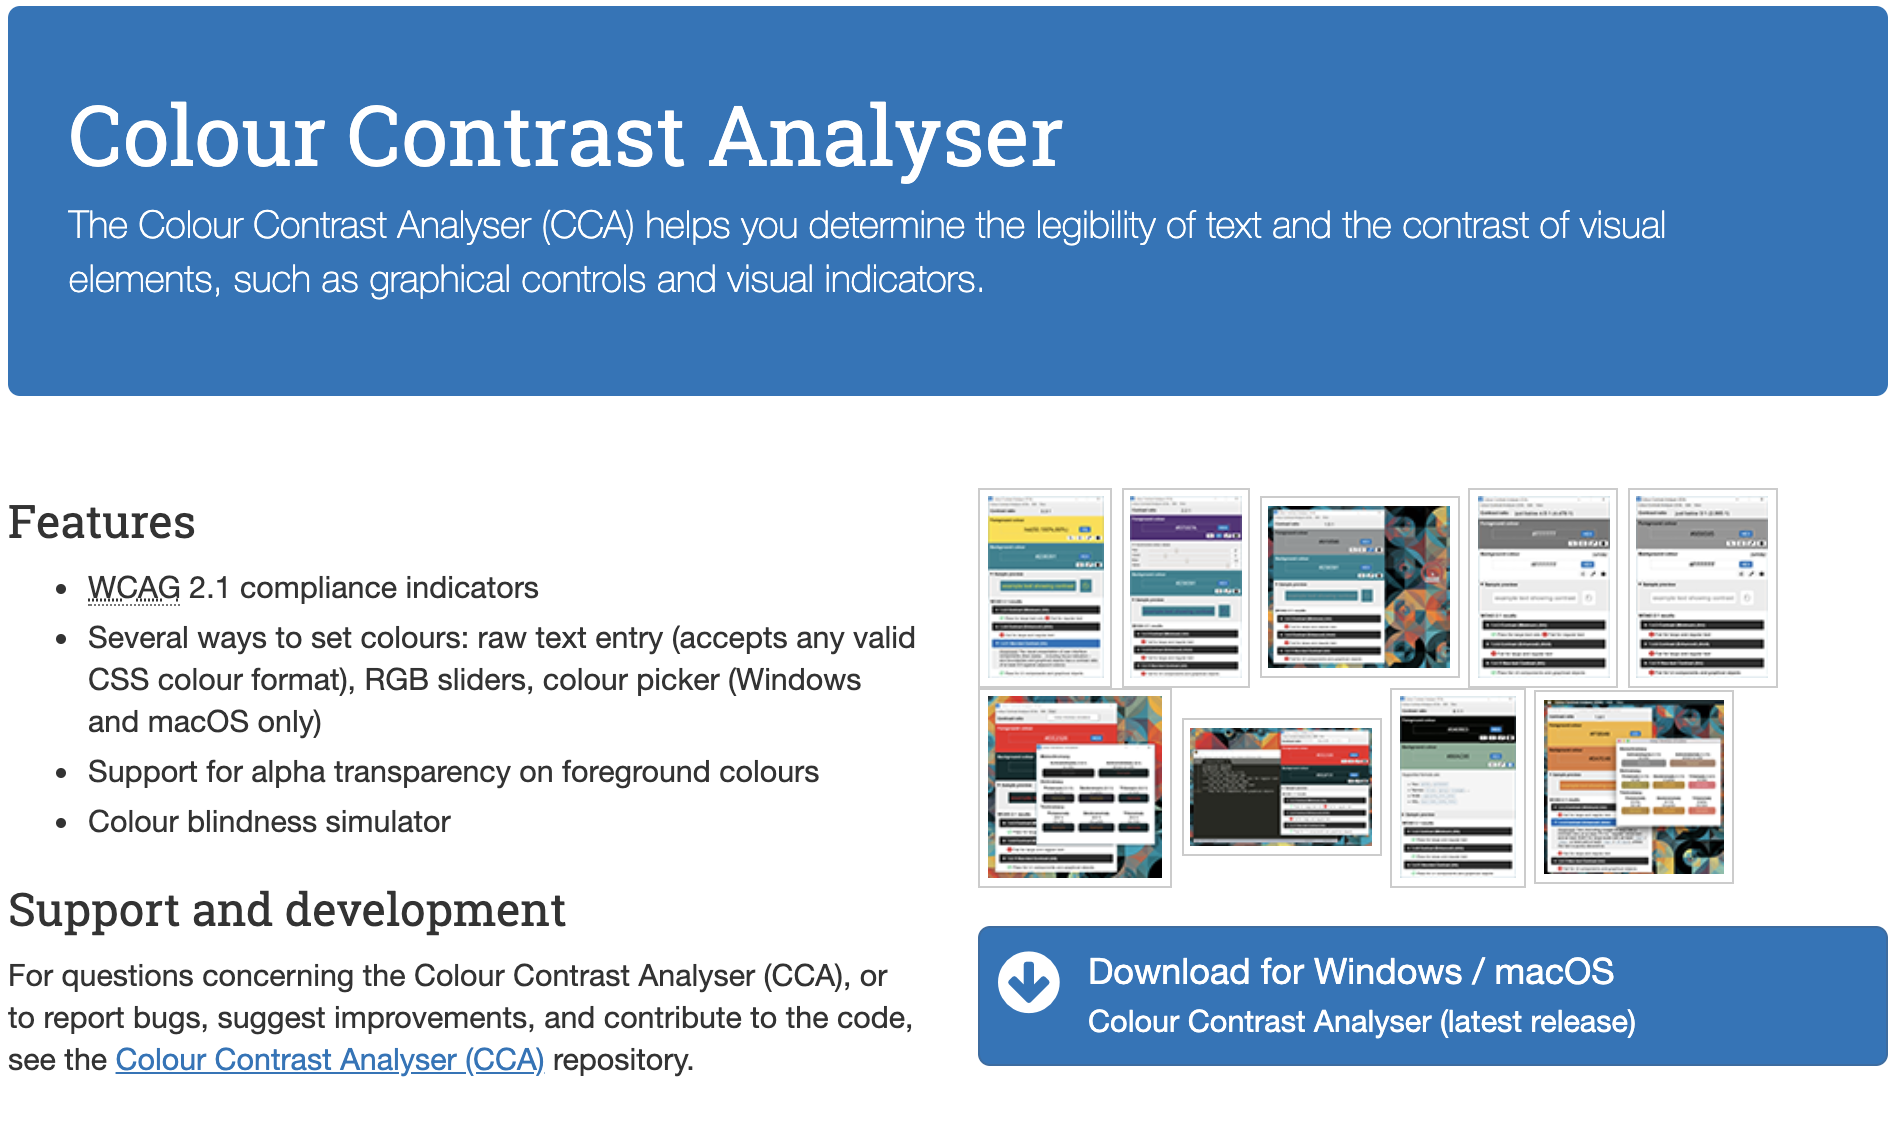 Colour Contrast Analyser
The Colour Contrast Analyser (CCA) helps you determine the legibility of text and the contrast of visual
elements, such as graphical controls and visual indicators.
Features
WCAG 2.1 compliance indicators
Several ways to set colours: raw text entry (accepts any valid
CSS colour format), RGB sliders, colour picker (Windows
and macOS only)
Support for alpha transparency on foreground colours
Colour blindness simulator
Support and development
For questions concerning the Colour Contrast Analyser (CCA), or
to report bugs, suggest improvements, and contribute to the code,
see the Colour Contrast Analyser (CCA) repository.
Download for Windows / macOS
Colour Contrast Analyser (latest release)